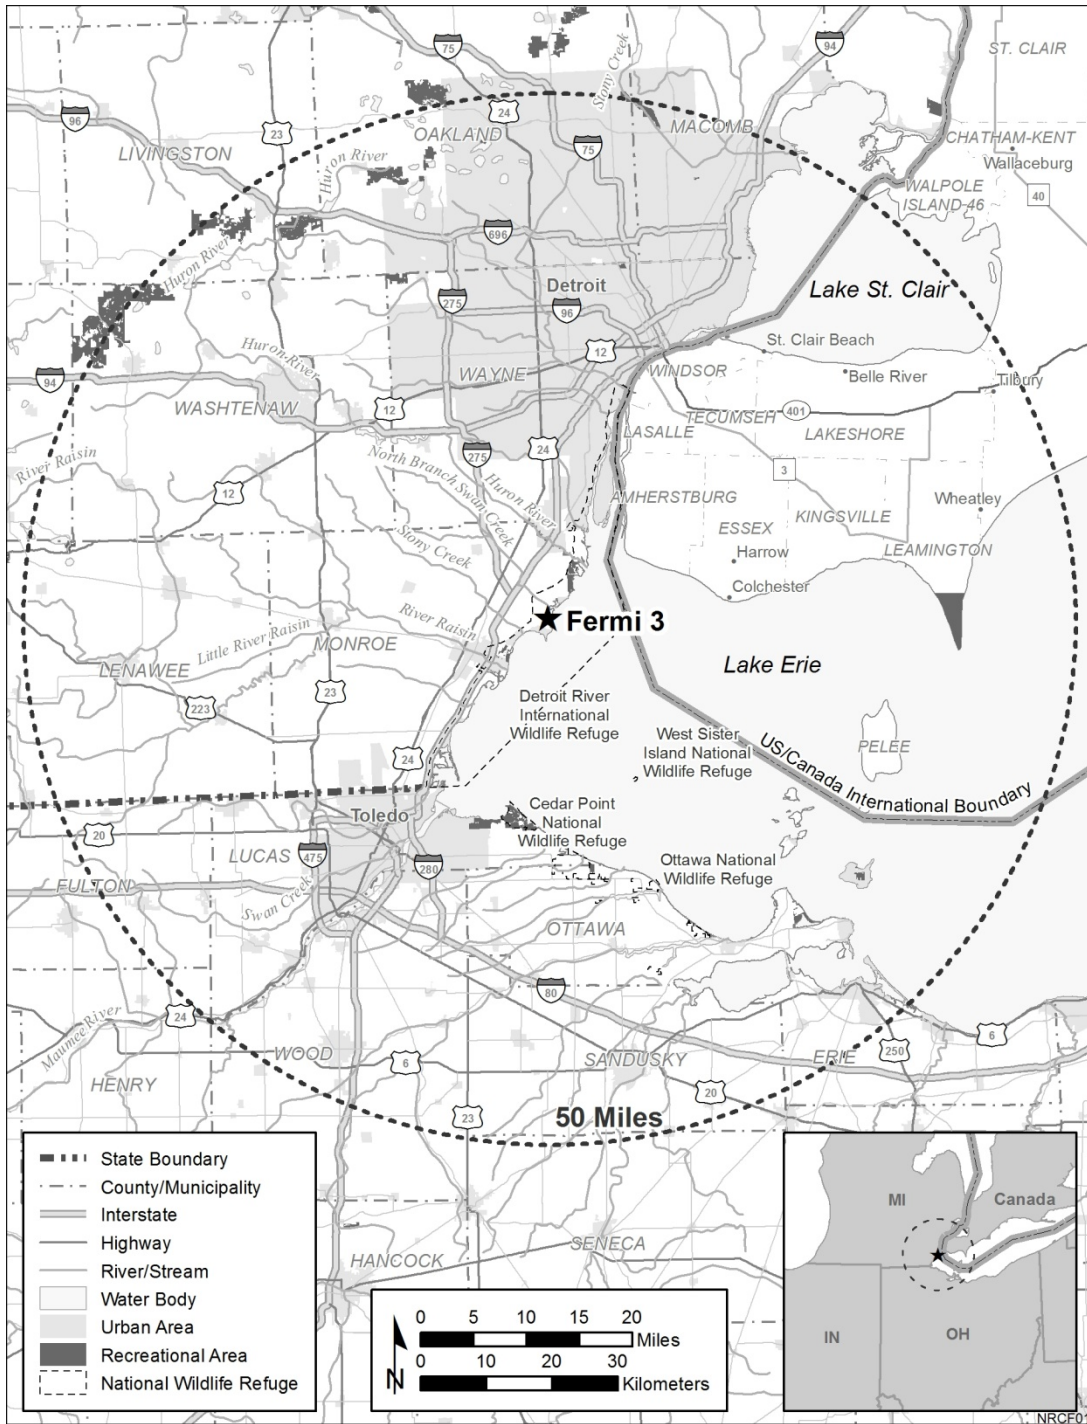 75
94
ST. CLAIR
96
LIVINGSTON
23
OAKLAND
24
Stony Creek
75
MACOMB
CHATHAM-KENT
Wallaceburg
Huron River
WALPOLE
ISLAND-46
40
696
Huron River
275
Detroit
96
Lake St. Clair
12
St. Clair Beach
Huron River
94
WAYNE
WINDSOR
Belle River
Tilbury
WASHTENAW
12
TECUMSEH
401
LASALLE
LAKESHORE
24
275
River Raisin
North Branch Swan Creek
3
12
Huron River
AMHERSTBURG
Wheatley
KINGSVILLE
ESSEX
Stony Creek
Harrow
LEAMINGTON
Colchester
Fermi 3
River Raisin
MONROE
Little River Raisin
LENAWEE
Lake Erie
23
223
Detroit River
International
Wildlife Refuge
West Sister
Island National
Wildlife Refuge
PELEE
US/Canada International Boundary
24
Cedar Point
National
Wildlife Refuge
Toledo
20
LUCAS
475
280
Ottawa National
Wildlife Refuge
FULTON
Swan Creek
OTTAWA
80
24
Maumee River
WOOD
6
SANDUSKY
ERIE
250
6
HENRY
20
23
50 Miles
State Boundary
County/Municipality
Interstate
Highway
River/Stream
Water Body
Urban Area
Recreational Area
National Wildlife Refuge
HANCOCK
SENECA
N
0 5 10 15 20
Miles
0 10 20 30
Kilometers
MI
Canada
IN
OH